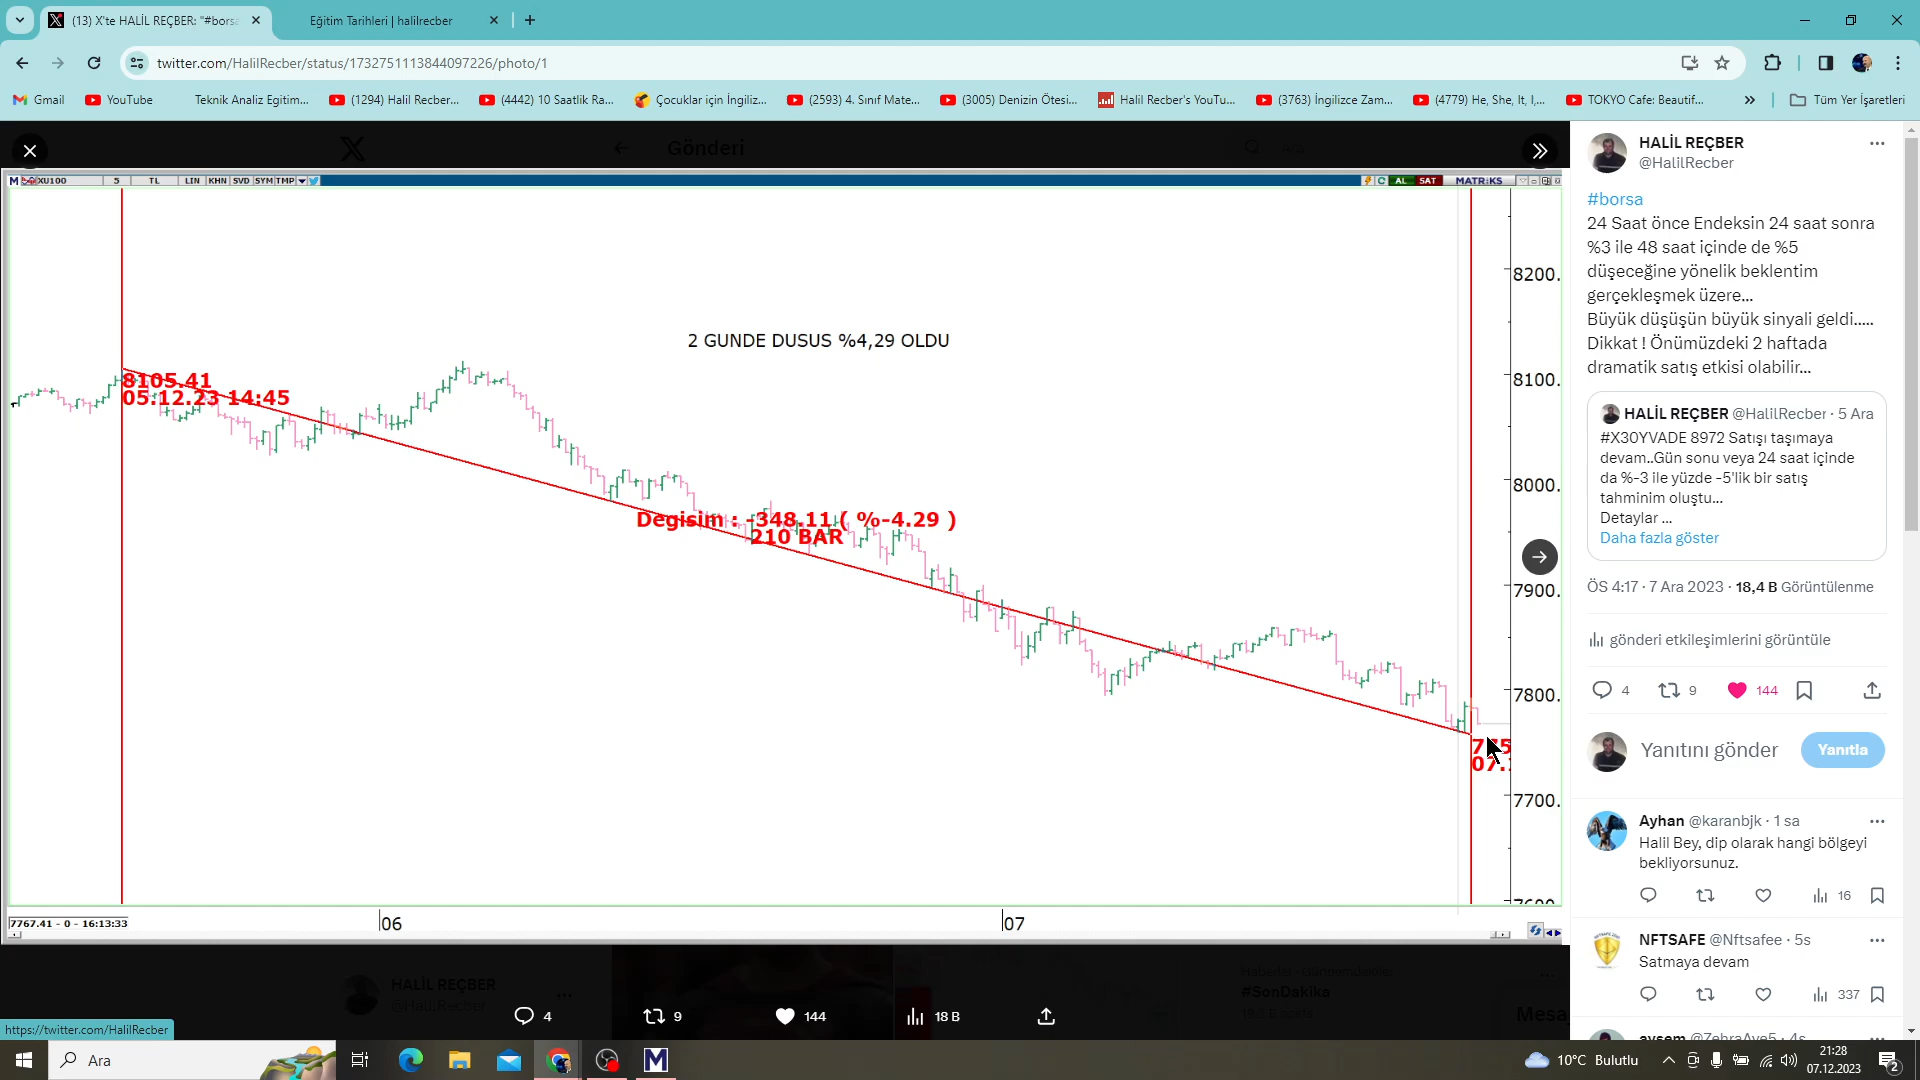 (13) X'te HALİL REÇBER: "#borsa
Eğitim Tarihleri | halilrecber
twitter.com/HalilRecber/status/1732751113844097226/photo/1
Gmail
YouTube
Teknik Analiz Egitim...
(1294) Halil Recber...
(4442) 10 Saatlik Ra...
Çocuklar için İngiliz...
(2593) 4. Sınıf Mate...
(3005) Denizin Ötesi...
Halil Recber's YouTu...
(3763) İngilizce Zam...
(4779) He, She, It, I,...
TOKYO Cafe: Beautif...
Tüm Yer İşaretleri
Gönderi
XU100 5 TL LIN KHN SVD SYM TMP
AL SAT MATRIKS
8200.
2 GUNDE DUSUS %4,29 OLDU
8105.41
05.12.23 14:45
8100.
8000.
Degisim : -348.11 ( %-4.29 )
210 BAR
7900.
7800.
7700.
7600.
7767.41 - 0 - 16:13:33
06
07
HALİL REÇBER
@HalilRecber
4
9
144
18 B
#SonDakika
https://twitter.com/HalilRecber
HALİL REÇBER
@HalilRecber
#borsa
24 Saat önce Endeksin 24 saat sonra
%3 ile 48 saat içinde de %5
düşeceğine yönelik beklentim
gerçekleşmek üzere...
Büyük düşüşün büyük sinyali geldi.....
Dikkat ! Önümüzdeki 2 haftada
dramatik satış etkisi olabilir...
HALİL REÇBER @HalilRecber · 5 Ara
#X30YVADE 8972 Satışı taşımaya
devam..Gün sonu veya 24 saat içinde
da %-3 ile yüzde -5'lik bir satış
tahminim oluştu...
Detaylar ...
Daha fazla göster
ÖS 4:17 · 7 Ara 2023 · 18,4 B Görüntülenme
gönderi etkileşimlerini görüntüle
4
9
144
Yanıtını gönder
Yanıtla
Ayhan @karanbjk · 1 sa
Halil Bey, dip olarak hangi bölgeyi
bekliyorsunuz.
16
NFTSAFE @Nftsafee · 5s
Satmaya devam
337
aysem @ZehraAve5 · 4s
Ara
10°C Bulutlu
21:28
07.12.2023
2